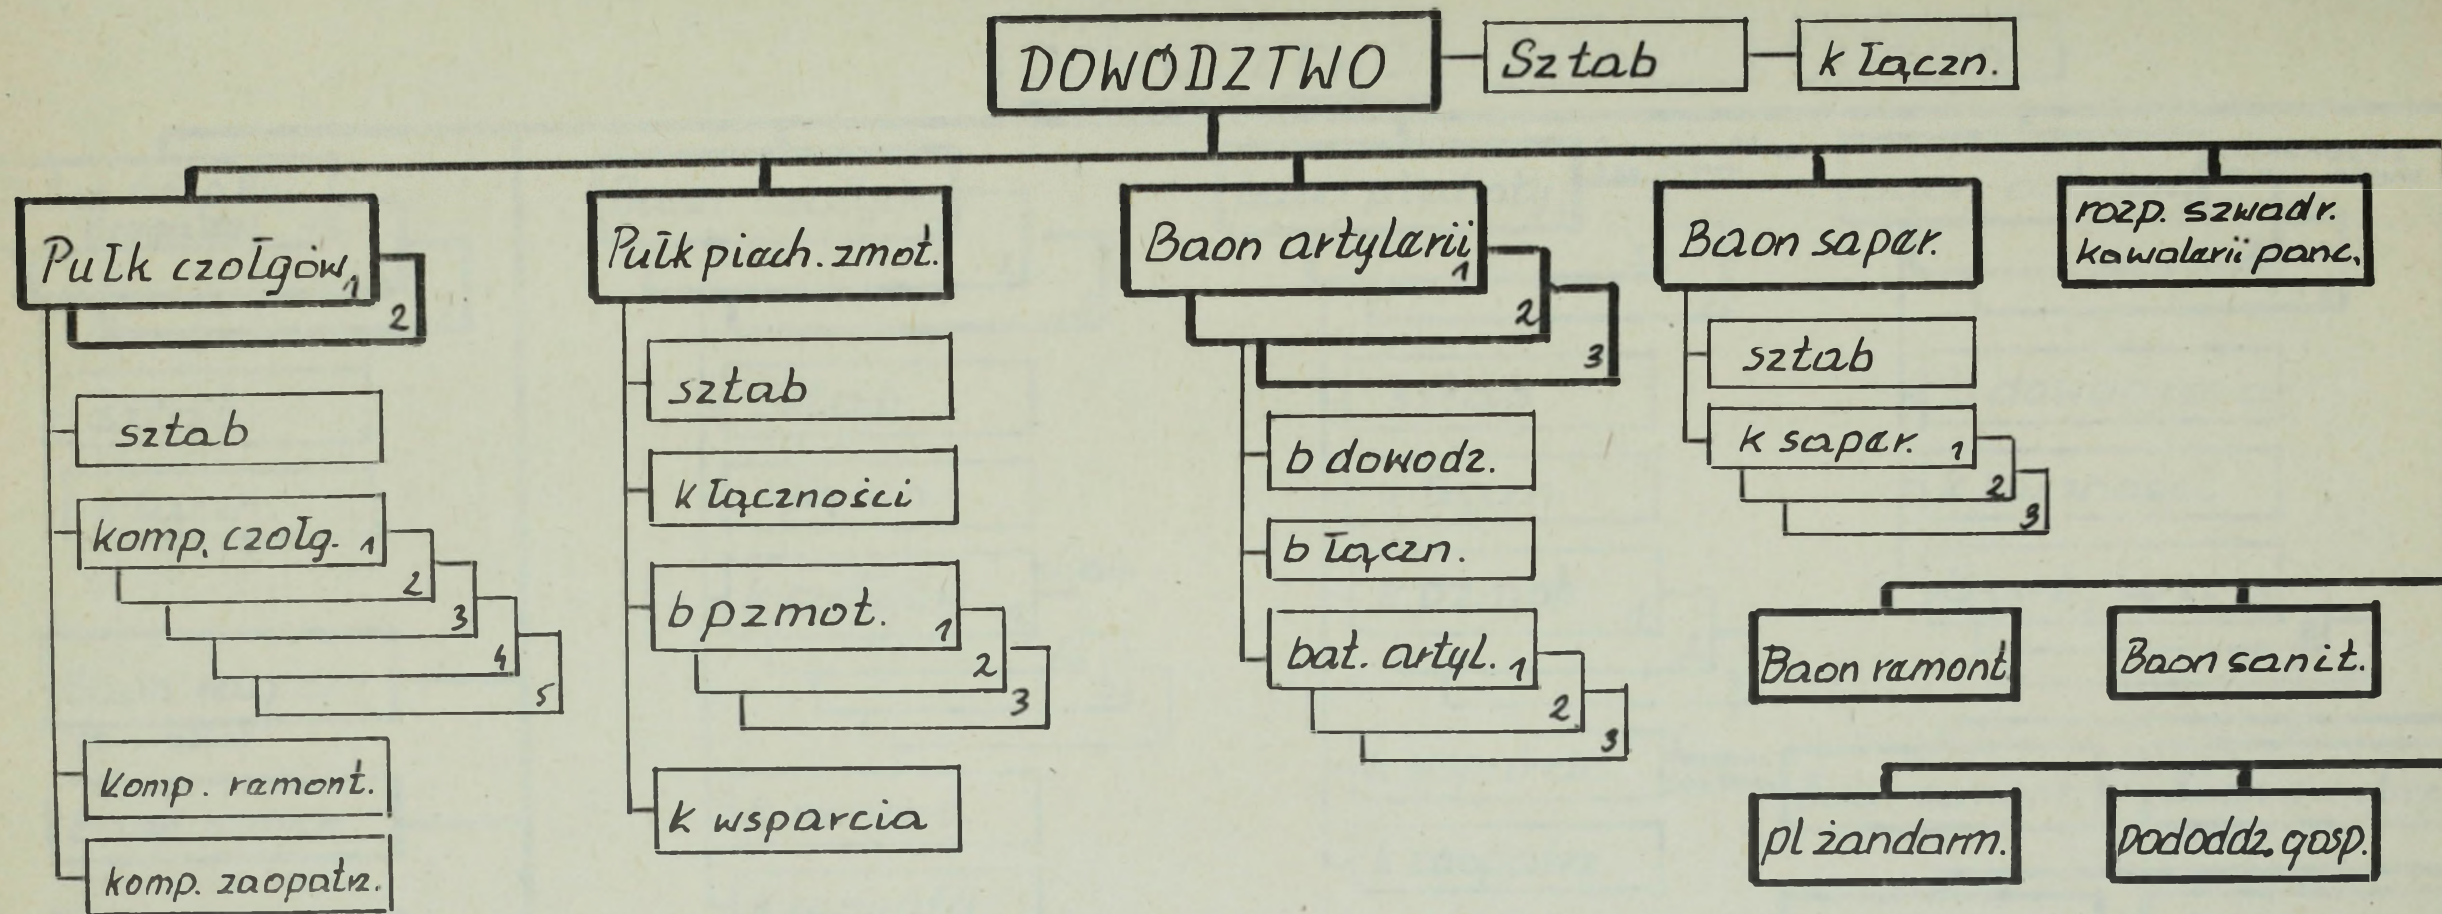 DOWÓDZTWO
Sztab
k łączn.
Pułk czołgów 1
2
sztab
komp. czołg. 1
2
3
4
5
komp. remont.
komp. zaopatrz.
Pułk piech. zmot.
sztab
k łączności
b p zmot. 1
2
3
k wsparcia
Baon artylerii 1
2
3
b dowodz.
b łączn.
bat. artyl. 1
2
3
Baon saper.
sztab
k saper. 1
2
3
rozp. szwadr.
kawalerii panc.
Baon remont.
Baon sanit.
pl żandarm.
pododdz. gosp.